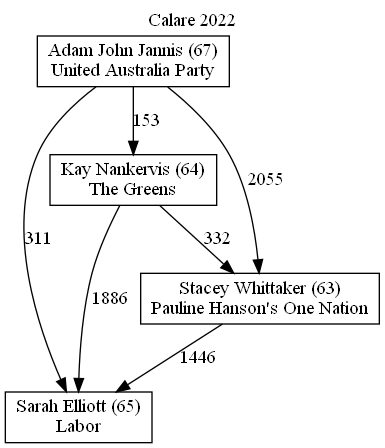 Calare 2022
Adam John Jannis (67)
United Australia Party
153
Kay Nankervis (64)
The Greens
2055
311
332
1886
Stacey Whittaker (63)
Pauline Hanson's One Nation
1446
Sarah Elliott (65)
Labor